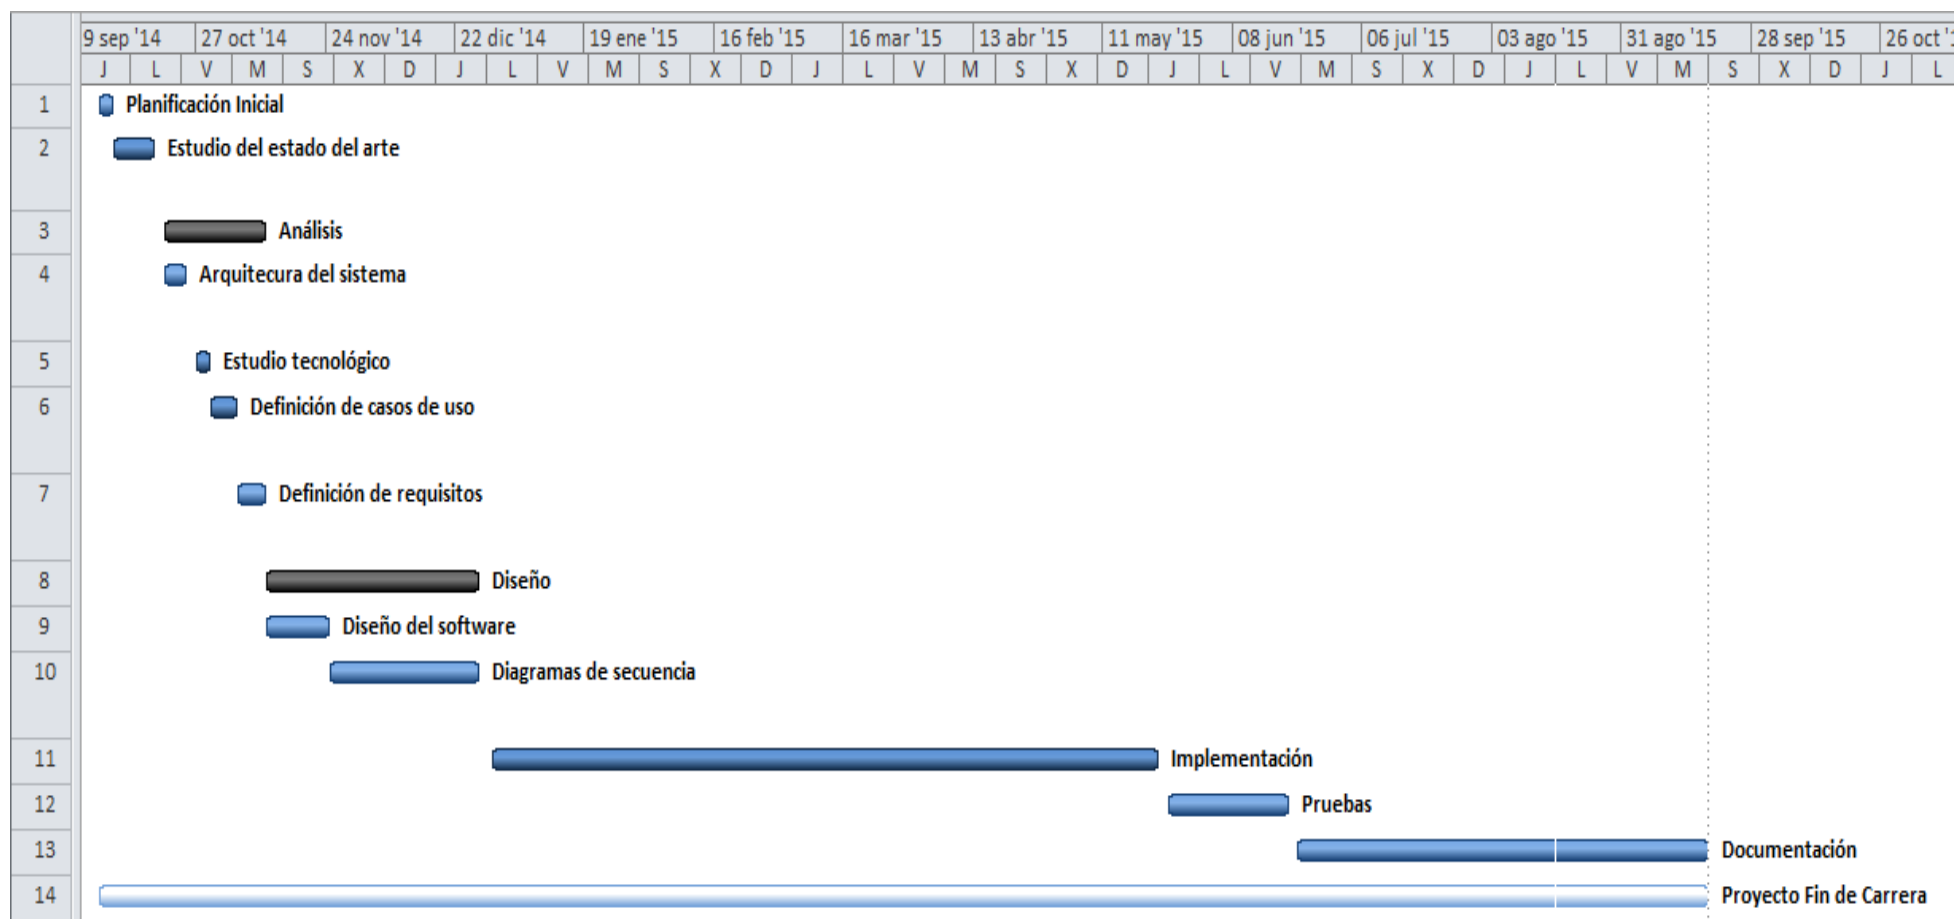 9 sep '14 27 oct '14 24 nov '14 22 dic '14 19 ene '15 16 feb '15 16 mar '15 13 abr '15 11 may '15 08 jun '15 06 jul '15 03 ago '15 31 ago '15 28 sep '15 26 oct '1
J L V M S X D J L V M S X D J L V M S X D J L V M S X D J L V M S X D J L
1 Planificación Inicial
2 Estudio del estado del arte
3 Análisis
4 Arquitecura del sistema
5 Estudio tecnológico
6 Definición de casos de uso
7 Definición de requisitos
8 Diseño
9 Diseño del software
10 Diagramas de secuencia
11 Implementación
12 Pruebas
13 Documentación
14 Proyecto Fin de Carrera